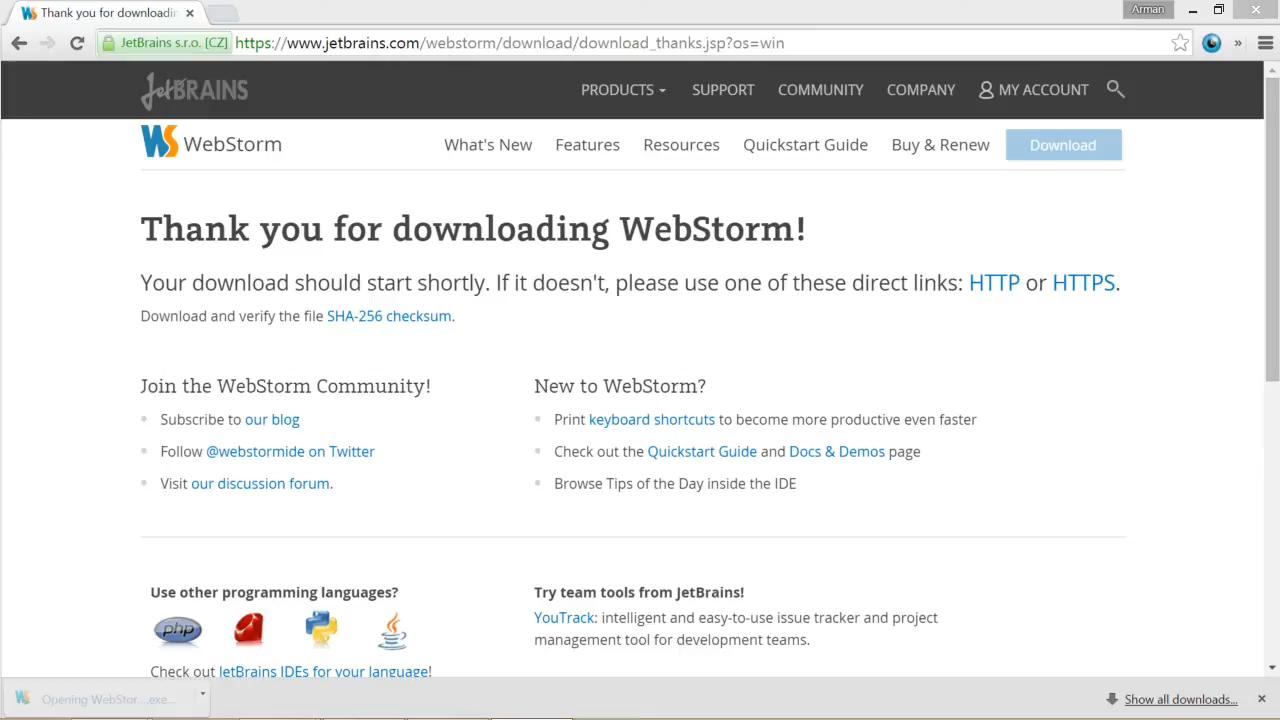 Thank you for downloadin
Arman
JetBrains s.r.o. [CZ] https://www.jetbrains.com/webstorm/download/download_thanks.jsp?os=win
JetBRAINS PRODUCTS SUPPORT COMMUNITY COMPANY MY ACCOUNT
WS WebStorm What's New Features Resources Quickstart Guide Buy & Renew Download
Thank you for downloading WebStorm!
Your download should start shortly. If it doesn't, please use one of these direct links: HTTP or HTTPS.
Download and verify the file SHA-256 checksum.
Join the WebStorm Community!
Subscribe to our blog
Follow @webstormide on Twitter
Visit our discussion forum.
New to WebStorm?
Print keyboard shortcuts to become more productive even faster
Check out the Quickstart Guide and Docs & Demos page
Browse Tips of the Day inside the IDE
Use other programming languages?
php
Check out JetBrains IDEs for your language!
Try team tools from JetBrains!
YouTrack: intelligent and easy-to-use issue tracker and project
management tool for development teams.
Opening WebStor....exe...
Show all downloads...